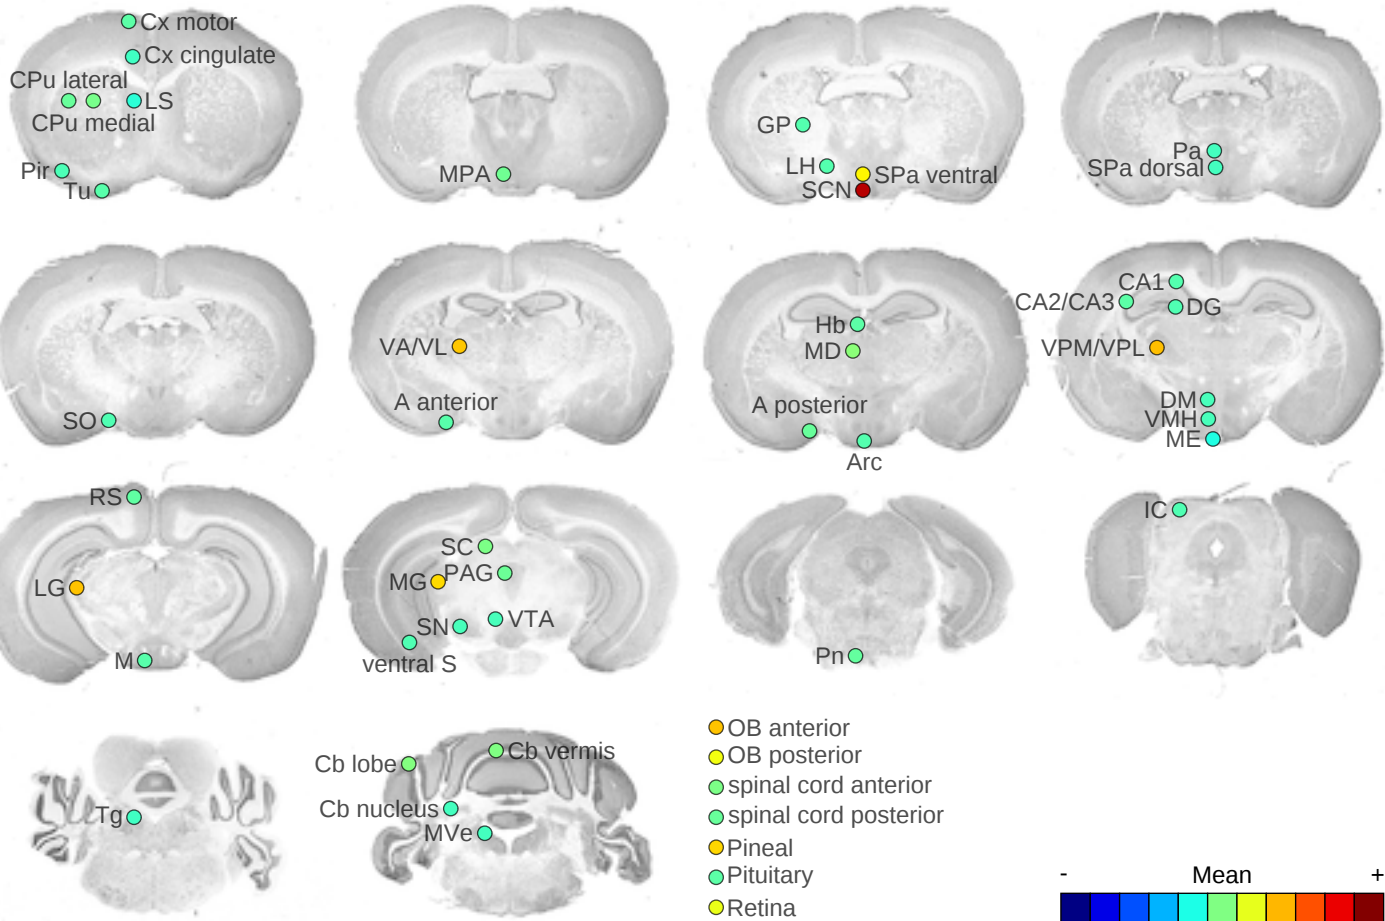 Cx motor
Cx cingulate
CPu lateral
LS
CPu medial
Pir
Tu
MPA
GP
LH
SPa ventral
SCN
Pa
SPa dorsal
SO
VA/VL
A anterior
Hb
MD
A posterior
Arc
CA1
CA2/CA3
DG
VPM/VPL
DM
VMH
ME
RS
LG
M
SC
PAG
MG
VTA
SN
ventral S
Pn
IC
Tg
Cb vermis
Cb lobe
Cb nucleus
MVe
OB anterior
OB posterior
spinal cord anterior
spinal cord posterior
Pineal
Pituitary
Retina
- Mean +